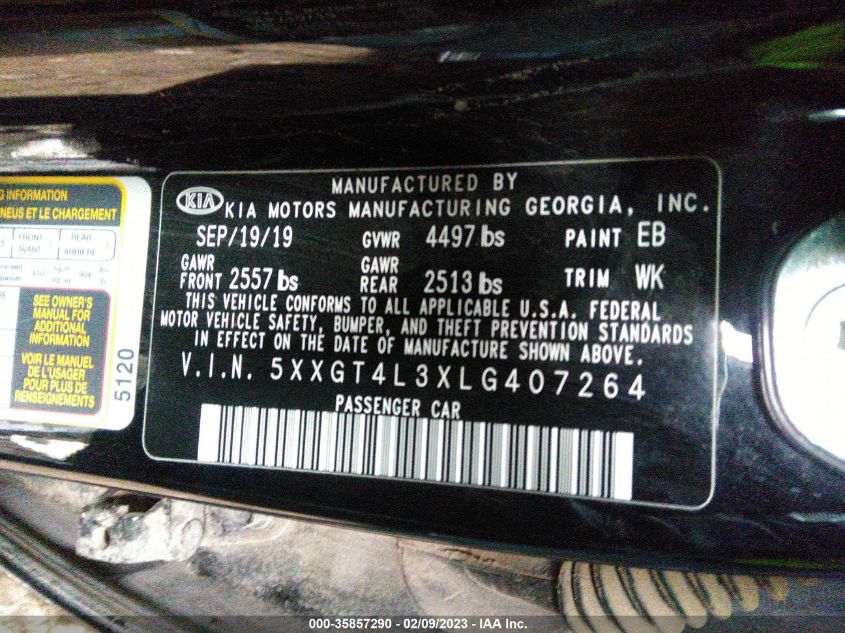 G INFORMATION
NEUS ET LE CHARGEMENT
FRONT
AVANT
REAR
ARRIÈRE
SEE OWNER'S
MANUAL FOR
ADDITIONAL
INFORMATION
VOIR LE MANUEL
DE L'USAGER
POUR PLUS DE
RENSEIGNEMENTS
5120
MANUFACTURED BY
KIA KIA MOTORS MANUFACTURING GEORGIA, INC.
SEP/19/19 GVWR 4497 lbs PAINT EB
GAWR FRONT 2557 lbs GAWR REAR 2513 lbs TRIM WK
THIS VEHICLE CONFORMS TO ALL APPLICABLE U.S.A. FEDERAL
MOTOR VEHICLE SAFETY, BUMPER, AND THEFT PREVENTION STANDARDS
IN EFFECT ON THE DATE OF MANUFACTURE SHOWN ABOVE.
V.I.N. 5XXGT4L3XLG407264
PASSENGER CAR
000-35857290 - 02/09/2023 - IAA Inc.